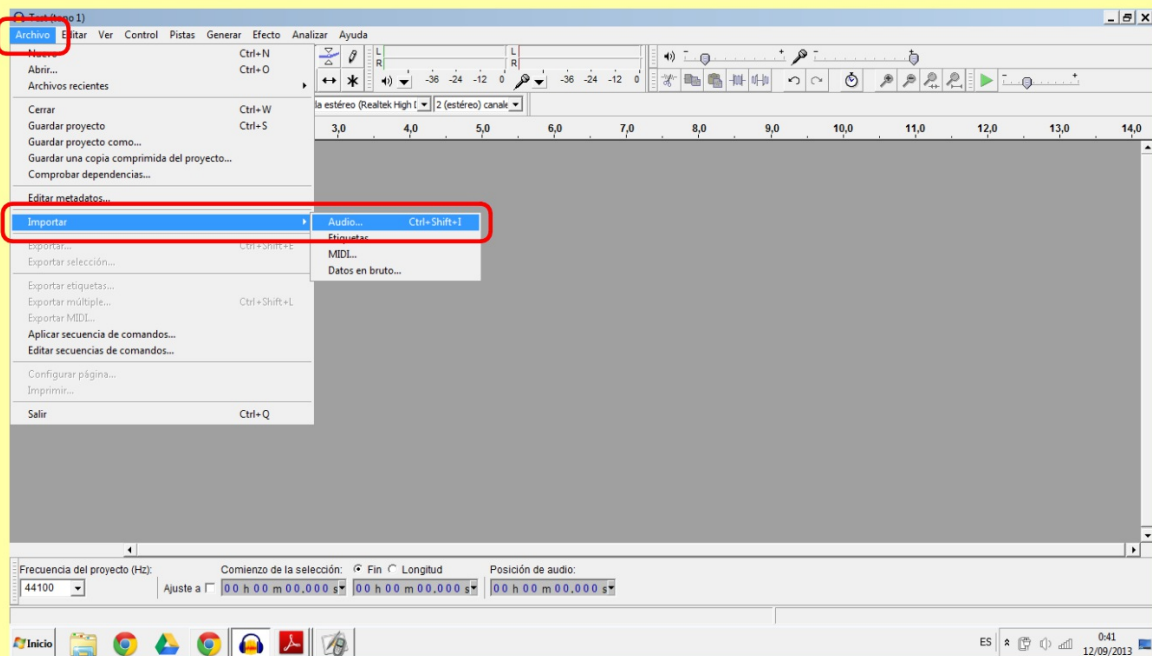 Test (tono 1)
Archivo Editar Ver Control Pistas Generar Efecto Analizar Ayuda
Nuevo Ctrl+N
Abrir... Ctrl+O
Archivos recientes
Cerrar Ctrl+W
Guardar proyecto Ctrl+S
Guardar proyecto como...
Guardar una copia comprimida del proyecto...
Comprobar dependencias...
Editar metadatos...
Importar
Exportar... Ctrl+Shift+E
Exportar selección...
Exportar etiquetas...
Exportar múltiple... Ctrl+Shift+L
Exportar MIDI...
Aplicar secuencia de comandos...
Editar secuencias de comandos...
Configurar página...
Imprimir...
Salir Ctrl+Q
Audio... Ctrl+Shift+I
Etiquetas
MIDI...
Datos en bruto...
L L
R R
-36 -24 -12 0 -36 -24 -12 0
la estéreo (Realtek High D 2 (estéreo) canale
3,0 4,0 5,0 6,0 7,0 8,0 9,0 10,0 11,0 12,0 13,0 14,0
Frecuencia del proyecto (Hz): Comienzo de la selección: Fin Longitud Posición de audio:
44100 Ajuste a 00 h 00 m 00,000 s 00 h 00 m 00,000 s 00 h 00 m 00,000 s
Inicio ES 0:41
12/09/2013